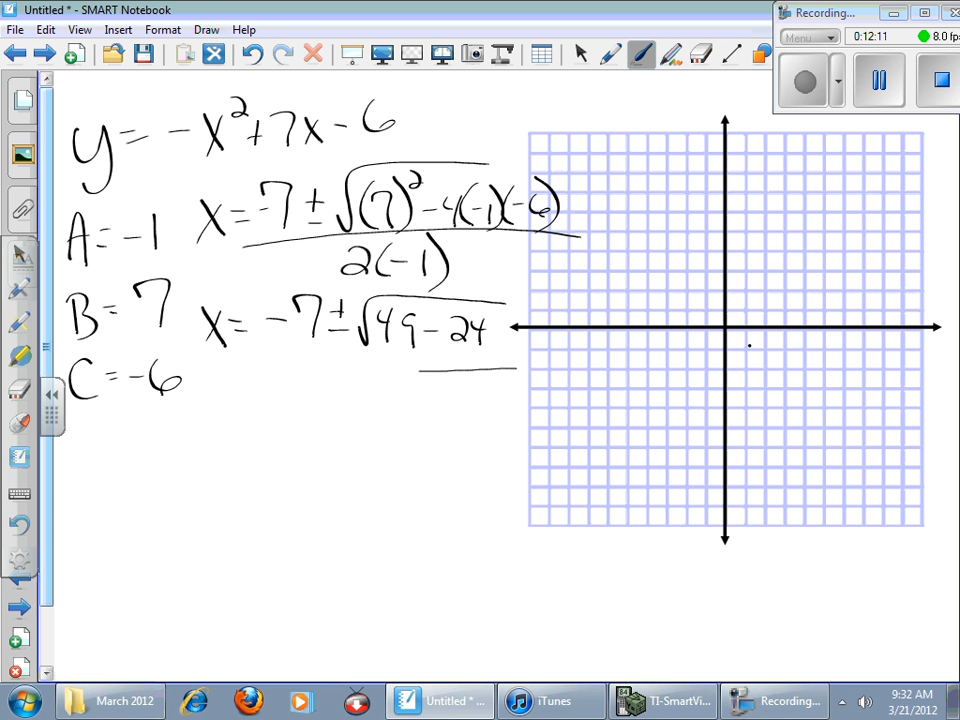 Untitled * - SMART Notebook
Recording...
File Edit View Insert Format Draw Help
Menu
0:12:11
8.0 fp
y = -x²+7x-6
A = -1
x = -7 ± √(7)²-4(-1)(-6)
2(-1)
B = 7
x = -7 ± √49-24
C = -6
March 2012
Untitled * ...
iTunes
TI-SmartVi...
Recording...
9:32 AM
3/21/2012